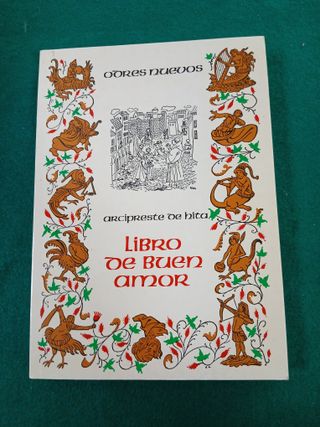 odres nuevos
arcipreste de hita
Libro
de buen
amor